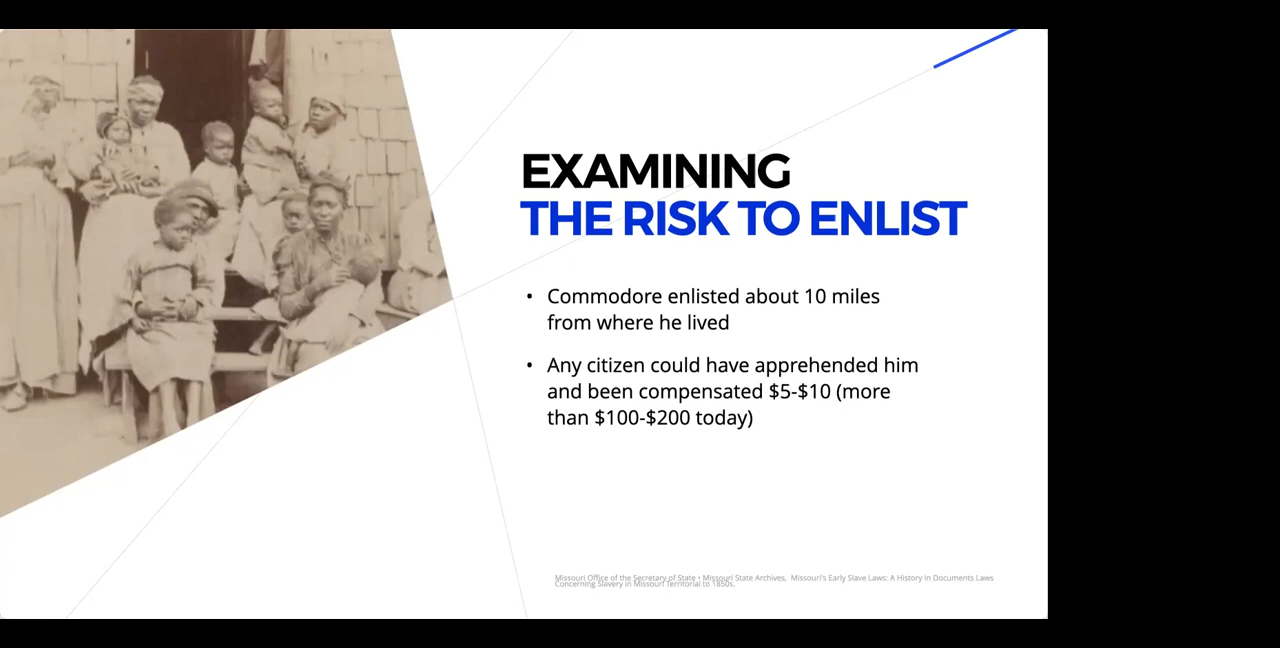 EXAMINING
THE RISK TO ENLIST
• Commodore enlisted about 10 miles
from where he lived
• Any citizen could have apprehended him
and been compensated $5-$10 (more
than $100-$200 today)
Missouri Office of the Secretary of State • Missouri State Archives, Missouri's Early Slave Laws: A History in Documents Laws
Concerning Slavery in Missouri Territorial to 1850s.